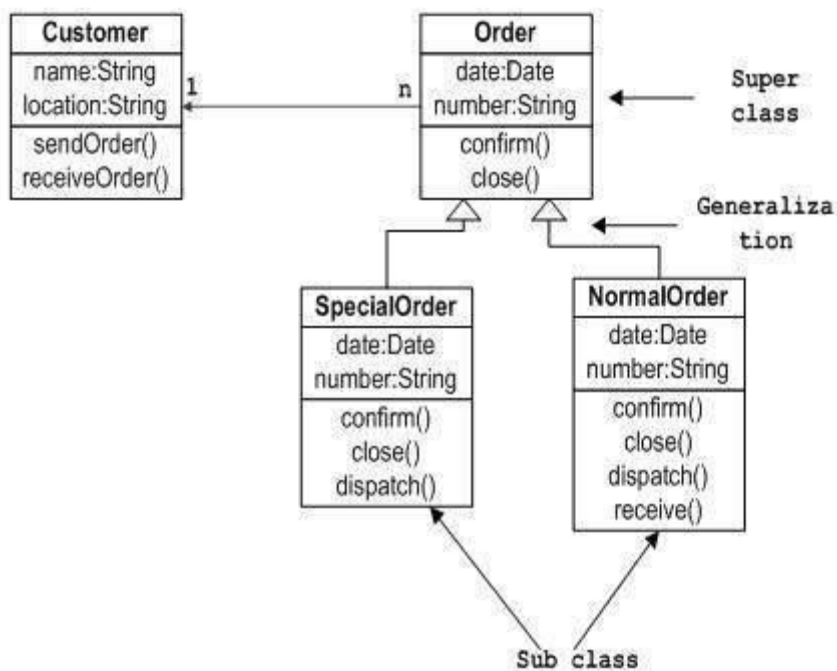 Customer
name:String
location:String
sendOrder()
receiveOrder()
1
n
Order
date:Date
number:String
confirm()
close()
Super
class
Generaliza
tion
SpecialOrder
date:Date
number:String
confirm()
close()
dispatch()
NormalOrder
date:Date
number:String
confirm()
close()
dispatch()
receive()
Sub class